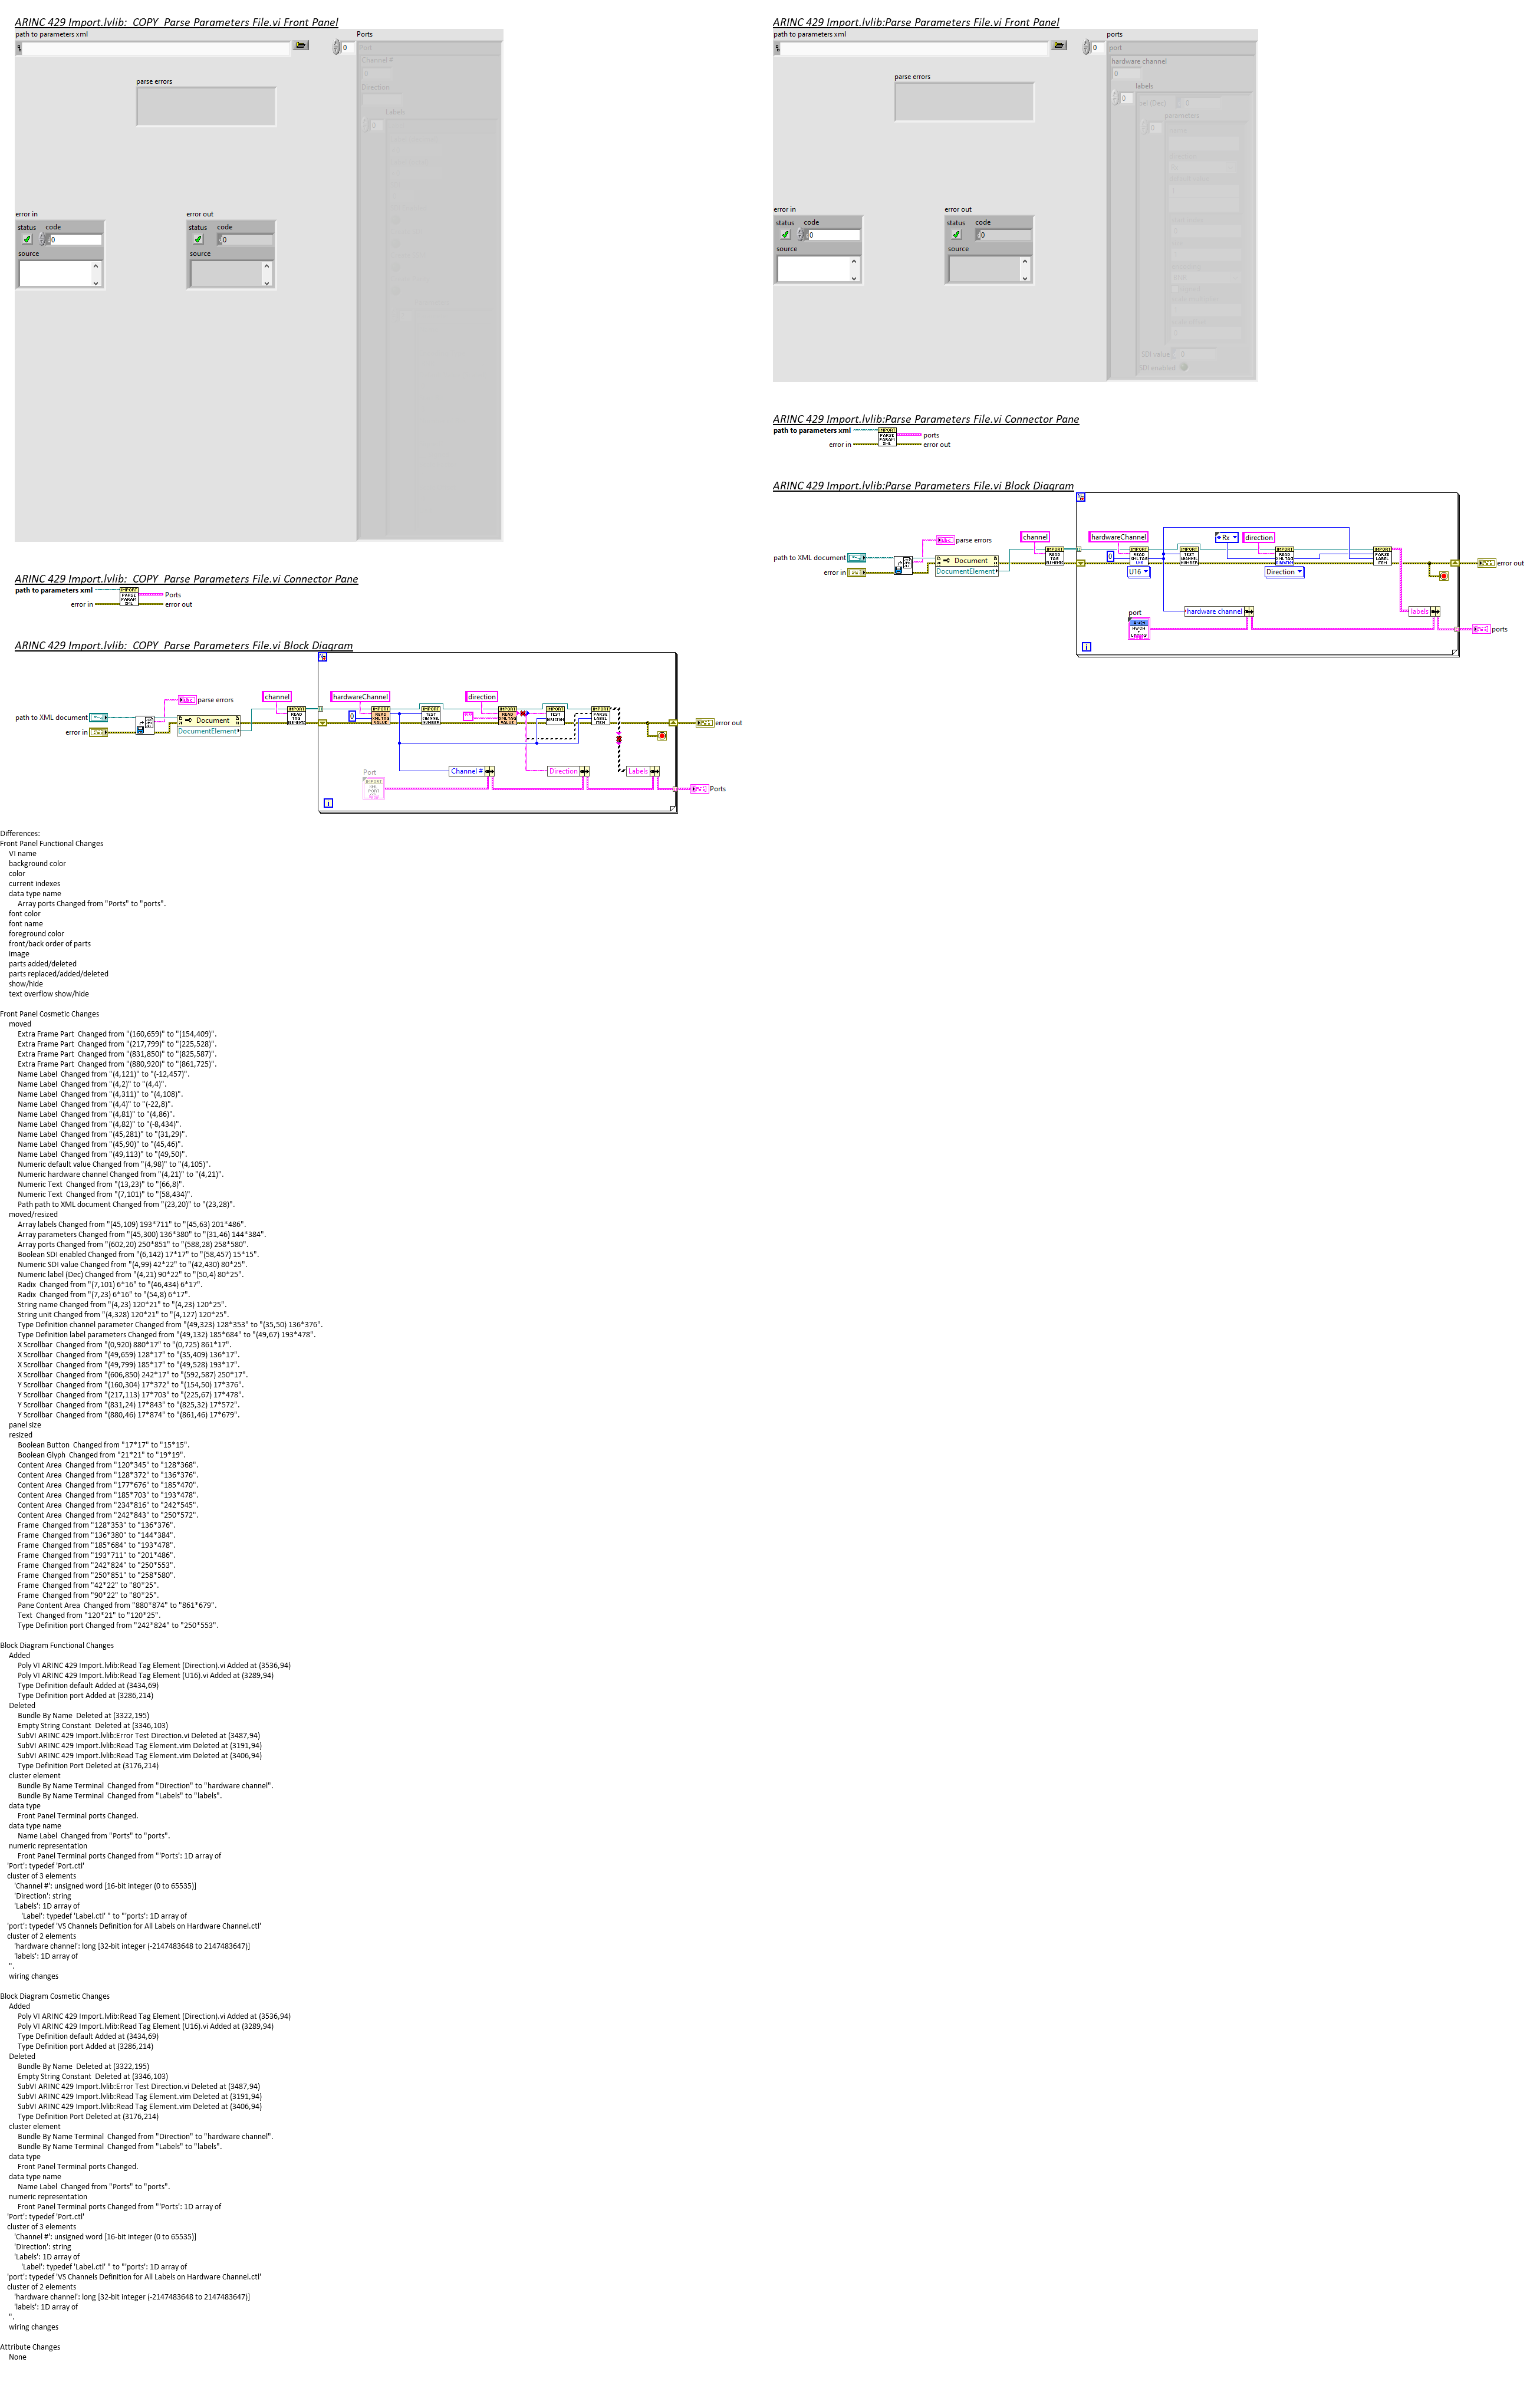 ARINC 429 Import.lvlib:_COPY_Parse Parameters File.vi Front Panel
path to parameters xml
Ports
0
Port
Channel #
0
Direction
parse errors
Labels
0
error in
error out
status code
0
status code
0
source
source
ARINC 429 Import.lvlib:_COPY_Parse Parameters File.vi Connector Pane
path to parameters xml
Ports
error in
error out
ARINC 429 Import.lvlib:_COPY_Parse Parameters File.vi Block Diagram
channel
hardwareChannel
direction
parse errors
path to XML document
Document
DocumentElement
error in
0
error out
Port
Channel #
Direction
Labels
Ports
ARINC 429 Import.lvlib:Parse Parameters File.vi Front Panel
path to parameters xml
ports
0
port
hardware channel
0
parse errors
labels
0
parameters
0
error in
error out
status code
0
status code
0
source
source
SDI value
0
SDI enabled
ARINC 429 Import.lvlib:Parse Parameters File.vi Connector Pane
path to parameters xml
ports
error in
error out
ARINC 429 Import.lvlib:Parse Parameters File.vi Block Diagram
channel
hardwareChannel
Rx
direction
parse errors
path to XML document
Document
DocumentElement
error in
0
U16
Direction
error out
port
hardware channel
labels
ports
Differences:
Front Panel Functional Changes
VI name
background color
color
current indexes
data type name
Array ports Changed from "Ports" to "ports".
font color
font name
foreground color
front/back order of parts
image
parts added/deleted
parts replaced/added/deleted
show/hide
text overflow show/hide
Front Panel Cosmetic Changes
moved
Extra Frame Part  Changed from "(160,659)" to "(154,409)".
Extra Frame Part  Changed from "(217,799)" to "(225,528)".
Extra Frame Part  Changed from "(831,850)" to "(825,587)".
Extra Frame Part  Changed from "(880,920)" to "(861,725)".
Name Label  Changed from "(4,121)" to "(-12,457)".
Name Label  Changed from "(4,2)" to "(4,4)".
Name Label  Changed from "(4,311)" to "(4,108)".
Name Label  Changed from "(4,4)" to "(-22,8)".
Name Label  Changed from "(4,81)" to "(4,86)".
Name Label  Changed from "(4,82)" to "(-8,434)".
Name Label  Changed from "(45,281)" to "(31,29)".
Name Label  Changed from "(45,90)" to "(45,46)".
Name Label  Changed from "(49,113)" to "(49,50)".
Numeric default value Changed from "(4,98)" to "(4,105)".
Numeric hardware channel Changed from "(4,21)" to "(4,21)".
Numeric Text  Changed from "(13,23)" to "(66,8)".
Numeric Text  Changed from "(7,101)" to "(58,434)".
Path path to XML document Changed from "(23,20)" to "(23,28)".
moved/resized
Array labels Changed from "(45,109) 193*711" to "(45,63) 201*486".
Array parameters Changed from "(45,300) 136*380" to "(31,46) 144*384".
Array ports Changed from "(602,20) 250*851" to "(588,28) 258*580".
Boolean SDI enabled Changed from "(6,142) 17*17" to "(58,457) 15*15".
Numeric SDI value Changed from "(4,99) 42*22" to "(42,430) 80*25".
Numeric label (Dec) Changed from "(4,21) 90*22" to "(50,4) 80*25".
Radix  Changed from "(7,101) 6*16" to "(46,434) 6*17".
Radix  Changed from "(7,23) 6*16" to "(54,8) 6*17".
String name Changed from "(4,23) 120*21" to "(4,23) 120*25".
String unit Changed from "(4,328) 120*21" to "(4,127) 120*25".
Type Definition channel parameter Changed from "(49,323) 128*353" to "(35,50) 136*376".
Type Definition label parameters Changed from "(49,132) 185*684" to "(49,67) 193*478".
X Scrollbar  Changed from "(0,920) 880*17" to "(0,725) 861*17".
X Scrollbar  Changed from "(49,659) 128*17" to "(35,409) 136*17".
X Scrollbar  Changed from "(49,799) 185*17" to "(49,528) 193*17".
X Scrollbar  Changed from "(606,850) 242*17" to "(592,587) 250*17".
Y Scrollbar  Changed from "(160,304) 17*372" to "(154,50) 17*376".
Y Scrollbar  Changed from "(217,113) 17*703" to "(225,67) 17*478".
Y Scrollbar  Changed from "(831,24) 17*843" to "(825,32) 17*572".
Y Scrollbar  Changed from "(880,46) 17*874" to "(861,46) 17*679".
panel size
resized
Boolean Button  Changed from "17*17" to "15*15".
Boolean Glyph  Changed from "21*21" to "19*19".
Content Area  Changed from "120*345" to "128*368".
Content Area  Changed from "128*372" to "136*376".
Content Area  Changed from "177*676" to "185*470".
Content Area  Changed from "185*703" to "193*478".
Content Area  Changed from "234*816" to "242*545".
Content Area  Changed from "242*843" to "250*572".
Frame  Changed from "128*353" to "136*376".
Frame  Changed from "136*380" to "144*384".
Frame  Changed from "185*684" to "193*478".
Frame  Changed from "193*711" to "201*486".
Frame  Changed from "242*824" to "250*553".
Frame  Changed from "250*851" to "258*580".
Frame  Changed from "42*22" to "80*25".
Frame  Changed from "90*22" to "80*25".
Pane Content Area  Changed from "880*874" to "861*679".
Text  Changed from "120*21" to "120*25".
Type Definition port Changed from "242*824" to "250*553".
Block Diagram Functional Changes
Added
Poly VI ARINC 429 Import.lvlib:Read Tag Element (Direction).vi Added at (3536,94)
Poly VI ARINC 429 Import.lvlib:Read Tag Element (U16).vi Added at (3289,94)
Type Definition default Added at (3434,69)
Type Definition port Added at (3286,214)
Deleted
Bundle By Name  Deleted at (3322,195)
Empty String Constant  Deleted at (3346,103)
SubVI ARINC 429 Import.lvlib:Error Test Direction.vi Deleted at (3487,94)
SubVI ARINC 429 Import.lvlib:Read Tag Element.vim Deleted at (3191,94)
SubVI ARINC 429 Import.lvlib:Read Tag Element.vim Deleted at (3406,94)
Type Definition Port Deleted at (3176,214)
cluster element
Bundle By Name Terminal  Changed from "Direction" to "hardware channel".
Bundle By Name Terminal  Changed from "Labels" to "labels".
data type
Front Panel Terminal ports Changed.
data type name
Name Label  Changed from "Ports" to "ports".
numeric representation
Front Panel Terminal ports Changed from "'Ports': 1D array of
'Port': typedef 'Port.ctl'
cluster of 3 elements
'Channel #': unsigned word [16-bit integer (0 to 65535)]
'Direction': string
'Labels': 1D array of
'Label': typedef 'Label.ctl' " to "'ports': 1D array of
'port': typedef 'VS Channels Definition for All Labels on Hardware Channel.ctl'
cluster of 2 elements
'hardware channel': long [32-bit integer (-2147483648 to 2147483647)]
'labels': 1D array of
".
wiring changes
Block Diagram Cosmetic Changes
Added
Poly VI ARINC 429 Import.lvlib:Read Tag Element (Direction).vi Added at (3536,94)
Poly VI ARINC 429 Import.lvlib:Read Tag Element (U16).vi Added at (3289,94)
Type Definition default Added at (3434,69)
Type Definition port Added at (3286,214)
Deleted
Bundle By Name  Deleted at (3322,195)
Empty String Constant  Deleted at (3346,103)
SubVI ARINC 429 Import.lvlib:Error Test Direction.vi Deleted at (3487,94)
SubVI ARINC 429 Import.lvlib:Read Tag Element.vim Deleted at (3191,94)
SubVI ARINC 429 Import.lvlib:Read Tag Element.vim Deleted at (3406,94)
Type Definition Port Deleted at (3176,214)
cluster element
Bundle By Name Terminal  Changed from "Direction" to "hardware channel".
Bundle By Name Terminal  Changed from "Labels" to "labels".
data type
Front Panel Terminal ports Changed.
data type name
Name Label  Changed from "Ports" to "ports".
numeric representation
Front Panel Terminal ports Changed from "'Ports': 1D array of
'Port': typedef 'Port.ctl'
cluster of 3 elements
'Channel #': unsigned word [16-bit integer (0 to 65535)]
'Direction': string
'Labels': 1D array of
'Label': typedef 'Label.ctl' " to "'ports': 1D array of
'port': typedef 'VS Channels Definition for All Labels on Hardware Channel.ctl'
cluster of 2 elements
'hardware channel': long [32-bit integer (-2147483648 to 2147483647)]
'labels': 1D array of
".
wiring changes
Attribute Changes
None